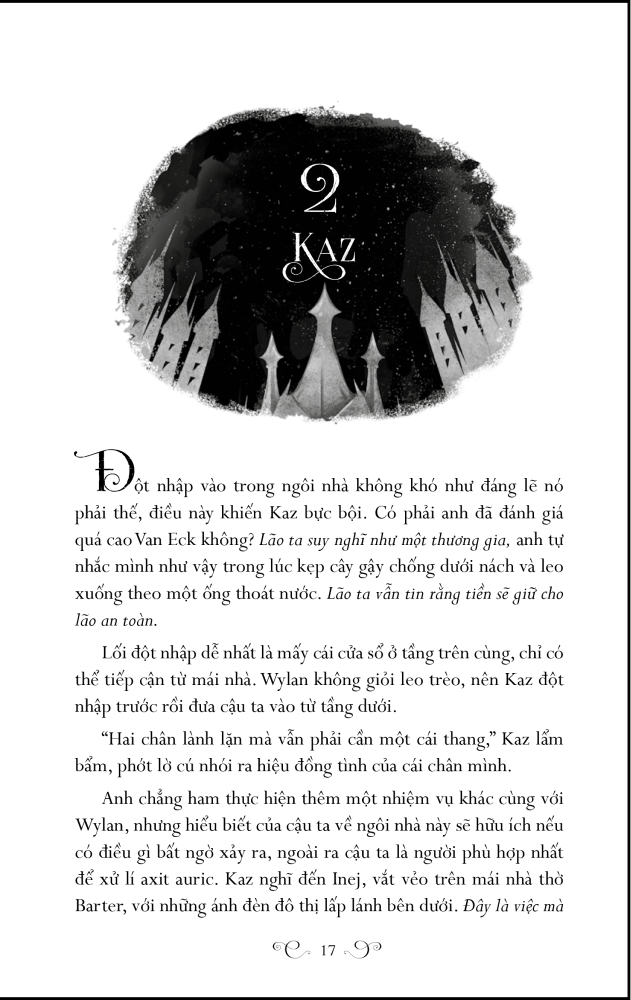 2
Kaz
Đột nhập vào trong ngôi nhà không khó như đáng lẽ nó
phải thế, điều này khiến Kaz bực bội. Có phải anh đã đánh giá
quá cao Van Eck không? Lão ta suy nghĩ như một thương gia, anh tự
nhắc mình như vậy trong lúc kẹp cây gậy chống dưới nách và leo
xuống theo một ống thoát nước. Lão ta vẫn tin rằng tiền sẽ giữ cho
lão an toàn.
Lối đột nhập dễ nhất là mấy cái cửa sổ ở tầng trên cùng, chỉ có
thể tiếp cận từ mái nhà. Wylan không giỏi leo trèo, nên Kaz đột
nhập trước rồi đưa cậu ta vào từ tầng dưới.
“Hai chân lành lặn mà vẫn phải cần một cái thang,” Kaz lẩm
bẩm, phớt lờ cú nhói ra hiệu đồng tình của cái chân mình.
Anh chẳng ham thực hiện thêm một nhiệm vụ khác cùng với
Wylan, nhưng hiểu biết của cậu ta về ngôi nhà này sẽ hữu ích nếu
có điều gì bất ngờ xảy ra, ngoài ra cậu ta là người phù hợp nhất
để xử lí axit auric. Kaz nghĩ đến Inej, vắt vẻo trên mái nhà thờ
Barter, với những ánh đèn đô thị lấp lánh bên dưới. Đây là việc mà
17